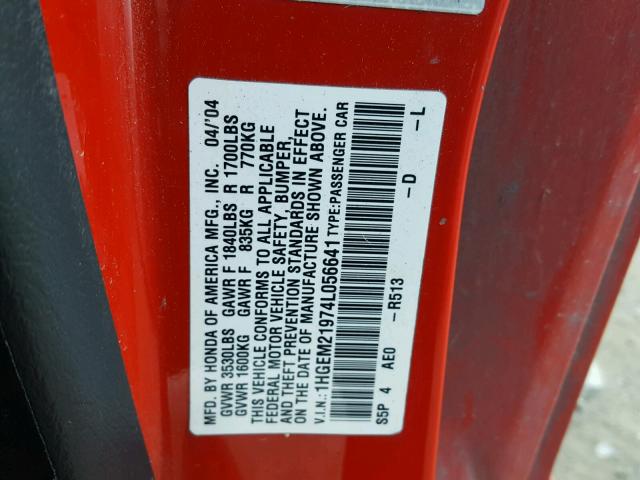 MFD. BY HONDA OF AMERICA MFG., INC. 04/'04
GVWR 3530LBS GAWR F 1840LBS R 1700LBS
GVWR 1600KG GAWR F 835KG R 770KG
THIS VEHICLE CONFORMS TO ALL APPLICABLE
FEDERAL MOTOR VEHICLE SAFETY, BUMPER,
AND THEFT PREVENTION STANDARDS IN EFFECT
ON THE DATE OF MANUFACTURE SHOWN ABOVE.
V.I.N.:1HGEM21974L056641 TYPE:PASSENGER CAR
S5P 4 AE0 -R513 -D -L